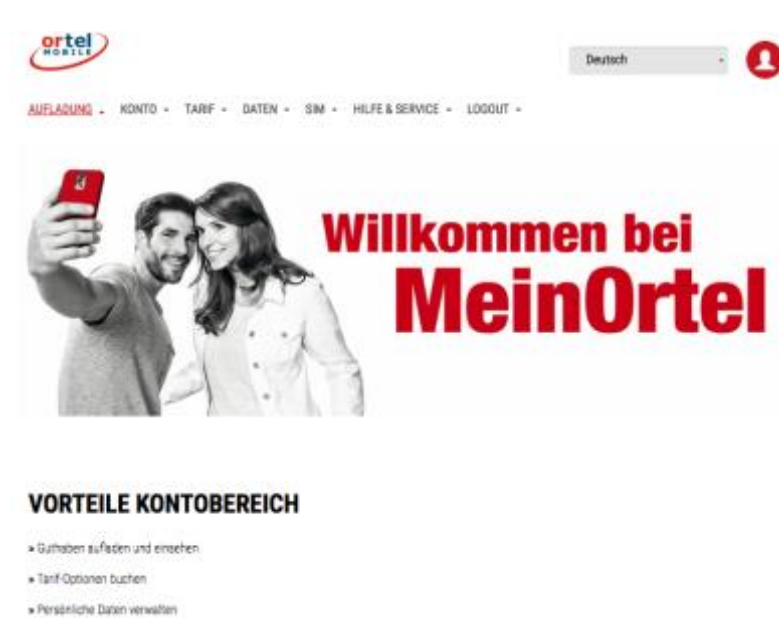 ortel
MOBILE
Deutsch
AUFLADUNG KONTO TARIF DATEN SIM HILFE & SERVICE LOGOUT
Willkommen bei
MeinOrtel
VORTEILE KONTOBEREICH
» Guthaben aufladen und einsehen
» Tarif-Optionen buchen
» Persönliche Daten verwalten